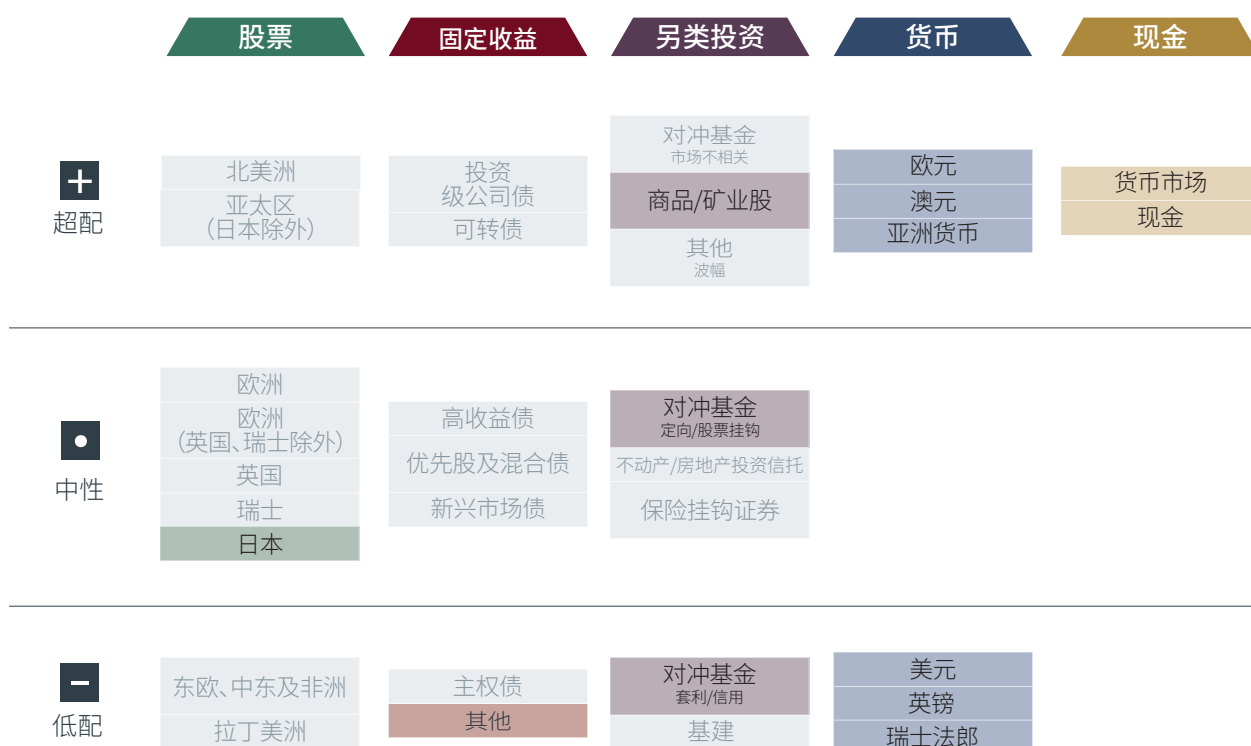 股票
固定收益
另类投资
货币
现金
+
超配
北美洲
亚太区
（日本除外）
投资
级公司债
可转债
对冲基金
市场不相关
商品/矿业股
其他
波幅
欧元
澳元
亚洲货币
货币市场
现金
中性
欧洲
欧洲
（英国、瑞士除外）
英国
瑞士
日本
高收益债
优先股及混合债
新兴市场债
对冲基金
定向/股票挂钩
不动产/房地产投资信托
保险挂钩证券
-
低配
东欧、中东及非洲
拉丁美洲
主权债
其他
对冲基金
套利/信用
基建
美元
英镑
瑞士法郎